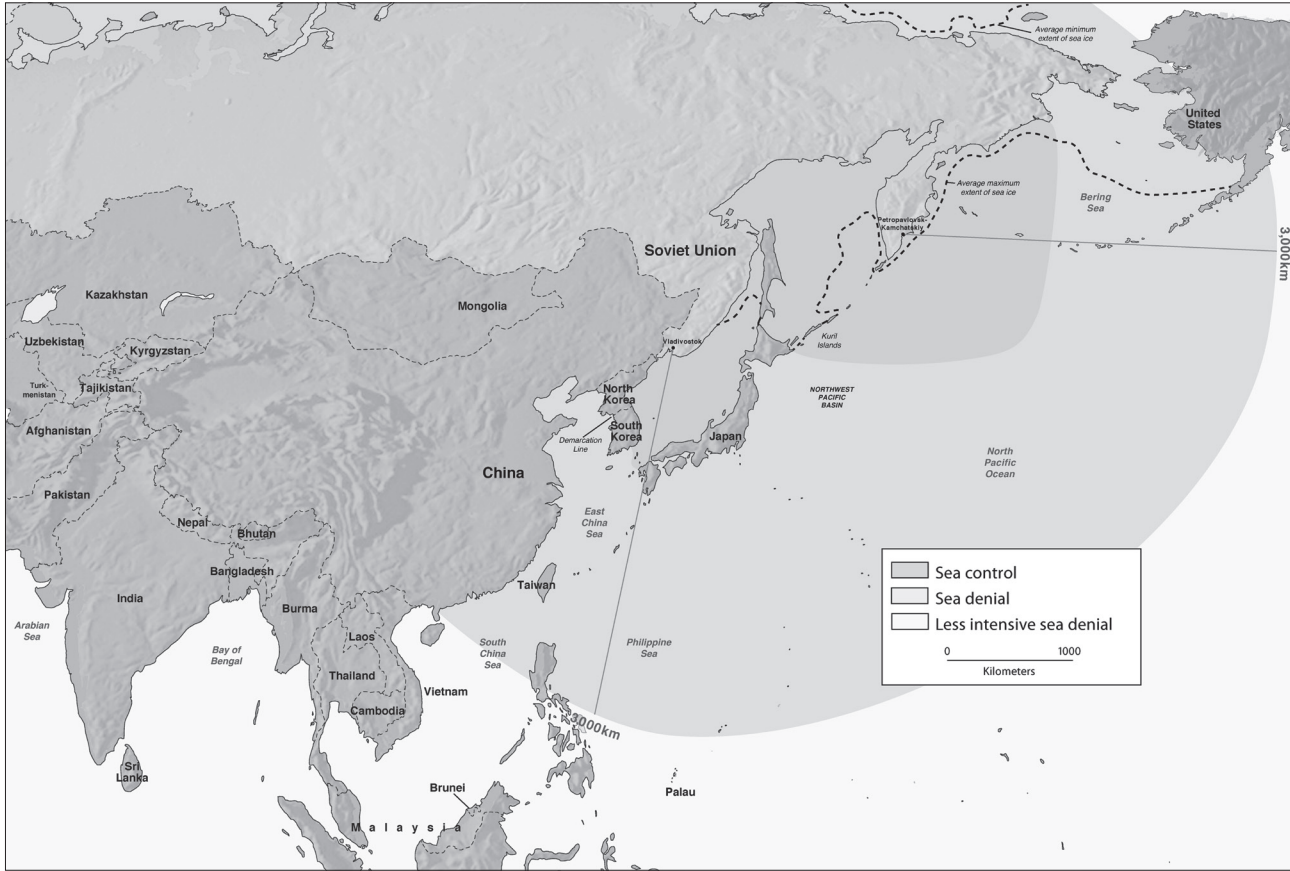 Average minimum
extent of sea ice
United
States
Average maximum
extent of sea ice
Bering
Sea
Petropavlovsk-
Kamchatskiy
Soviet Union
3,000km
Kazakhstan
Mongolia
Uzbekistan
Kyrgyzstan
Vladivostok
Kuril
Islands
Turk-
menistan
Tajikistan
North
Korea
NORTHWEST
PACIFIC
BASIN
Afghanistan
South
Korea
Demarcation
Line
Japan
China
North
Pacific
Ocean
Pakistan
Nepal
Bhutan
East
China
Sea
Bangladesh
Taiwan
India
Burma
Arabian
Sea
Bay of
Bengal
Laos
South
China
Sea
Philippine
Sea
Thailand
Vietnam
Cambodia
3,000km
Sri
Lanka
Brunei
Palau
Malaysia
Sea control
Sea denial
Less intensive sea denial
0 1000
Kilometers